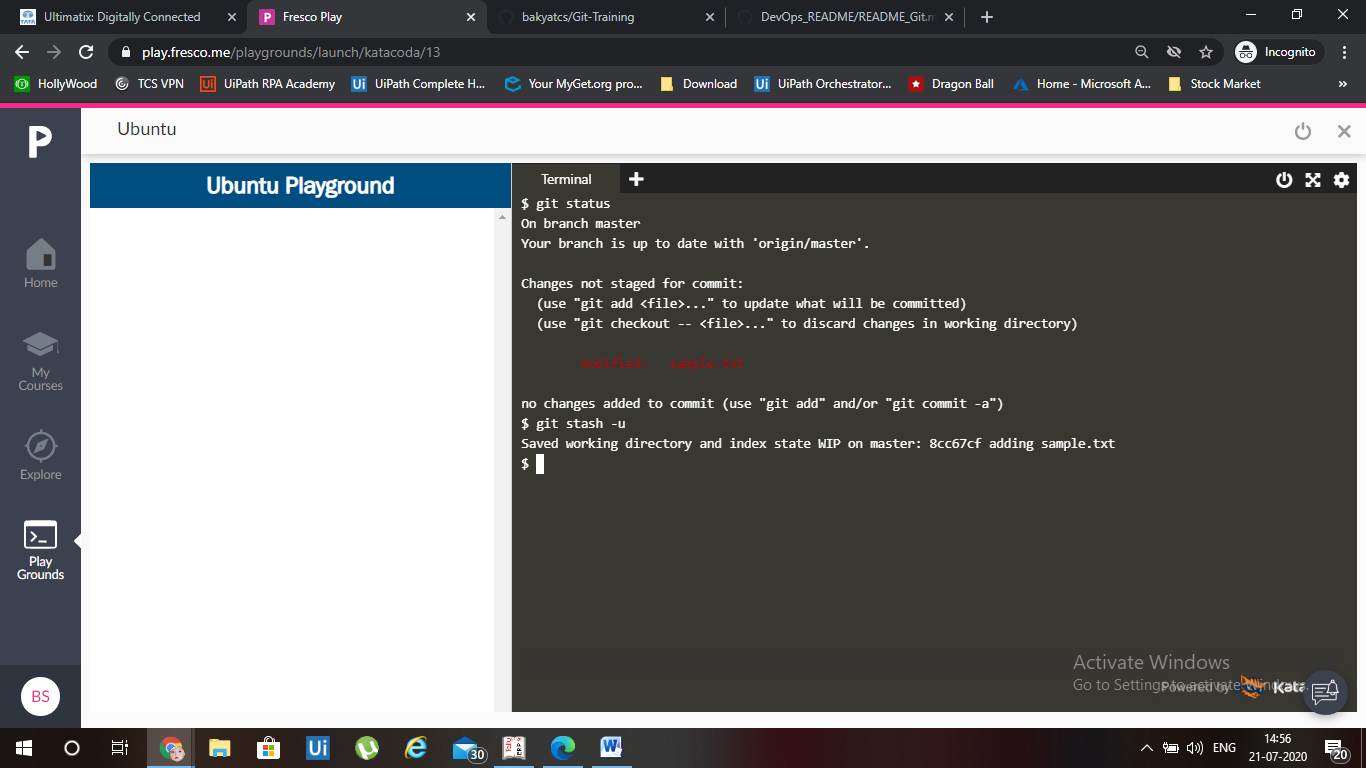 Ultimatix: Digitally Connected
Fresco Play
bakyatcs/Git-Training
DevOps_README/README_Git.m
play.fresco.me/playgrounds/launch/katacoda/13
Incognito
HollyWood
TCS VPN
UiPath RPA Academy
UiPath Complete H...
Your MyGet.org pro...
Download
UiPath Orchestrator...
Dragon Ball
Home - Microsoft A...
Stock Market
»
P
Ubuntu
Home
My
Courses
Explore
Play
Grounds
BS
Ubuntu Playground
Terminal
$ git status
On branch master
Your branch is up to date with 'origin/master'.
Changes not staged for commit:
(use "git add <file>..." to update what will be committed)
(use "git checkout -- <file>..." to discard changes in working directory)
modified: sample.txt
no changes added to commit (use "git add" and/or "git commit -a")
$ git stash -u
Saved working directory and index state WIP on master: 8cc67cf adding sample.txt
$
Activate Windows
Go to Settings to activate Windows.
Powered by
Kata
30
ENG
14:56
21-07-2020
20